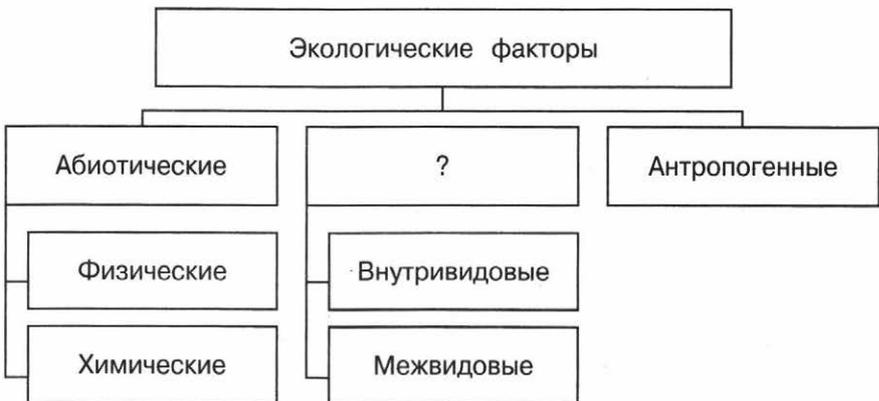 Экологические факторы
Абиотические
?
Антропогенные
Физические
Внутривидовые
Химические
Межвидовые